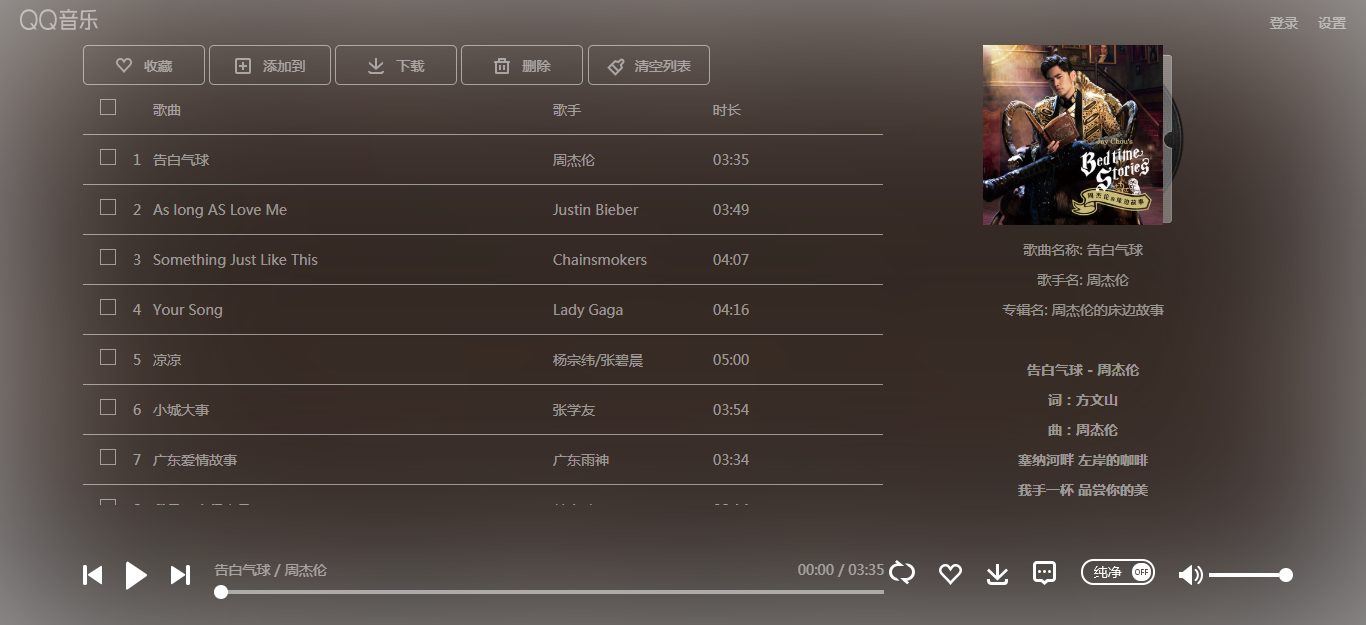 QQ音乐
登录 设置
收藏 添加到 下载 删除 清空列表
歌曲 歌手 时长
1 告白气球 周杰伦 03:35
2 As long AS Love Me Justin Bieber 03:49
3 Something Just Like This Chainsmokers 04:07
4 Your Song Lady Gaga 04:16
5 凉凉 杨宗纬/张碧晨 05:00
6 小城大事 张学友 03:54
7 广东爱情故事 广东雨神 03:34
Jay Chou's
Bedtime
Stories
周杰伦的床边故事
歌曲名称: 告白气球
歌手名: 周杰伦
专辑名: 周杰伦的床边故事
告白气球 - 周杰伦
词：方文山
曲：周杰伦
塞纳河畔 左岸的咖啡
我手一杯 品尝你的美
告白气球 / 周杰伦 00:00 / 03:35
纯净 OFF